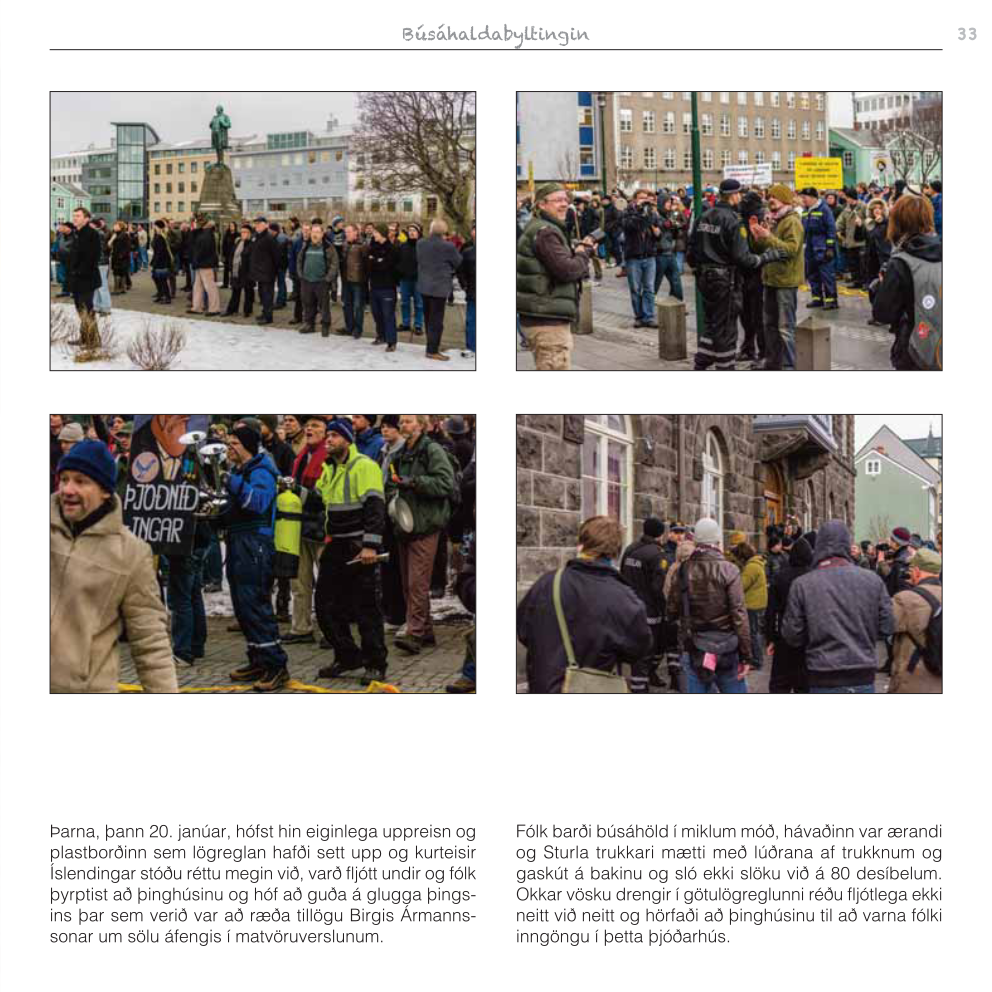 Búsáhaldabyltingin
33
LÖGREGLAN
ÞJOÐNÍÐ
INGAR
Þarna, þann 20. janúar, hófst hin eiginlega uppreisn og
plastborðinn sem lögreglan hafði sett upp og kurteisir
Íslendingar stóðu réttu megin við, varð fljótt undir og fólk
þyrptist að þinghúsinu og hóf að guða á glugga þings-
ins þar sem verið var að ræða tillögu Birgis Ármanns-
sonar um sölu áfengis í matvöruverslunum.
Fólk barði búsáhöld í miklum móð, hávaðinn var ærandi
og Sturla trukkari mætti með lúðrana af trukknum og
gaskút á bakinu og sló ekki slöku við á 80 desíbelum.
Okkar vösku drengir í götulögreglunni réðu fljótlega ekki
neitt við neitt og hörfaði að þinghúsinu til að varna fólki
inngöngu í þetta þjóðarhús.